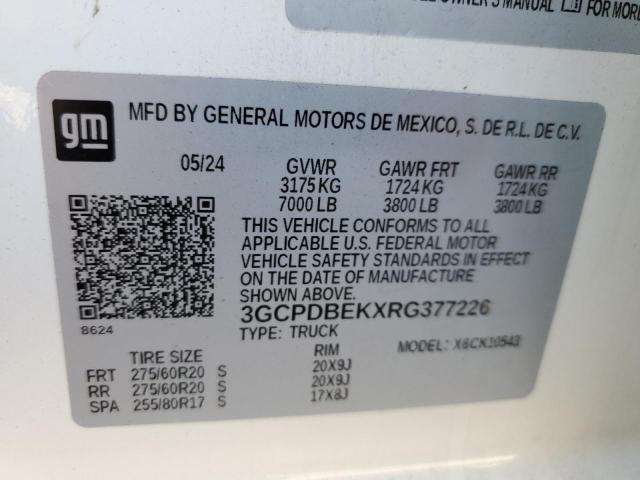 OWNER'S MANUAL FOR MORE
gm
MFD BY GENERAL MOTORS DE MEXICO, S. DE R.L. DE C.V.
05/24 GVWR GAWR FRT GAWR RR
3175 KG 1724 KG 1724 KG
7000 LB 3800 LB 3800 LB
THIS VEHICLE CONFORMS TO ALL
APPLICABLE U.S. FEDERAL MOTOR
VEHICLE SAFETY STANDARDS IN EFFECT
ON THE DATE OF MANUFACTURE
SHOWN ABOVE.
8624
3GCPDBEKXRG377226
TYPE: TRUCK MODEL: X6CK10543
TIRE SIZE RIM
FRT 275/60R20 S 20X9J
RR 275/60R20 S 20X9J
SPA 255/80R17 S 17X8J